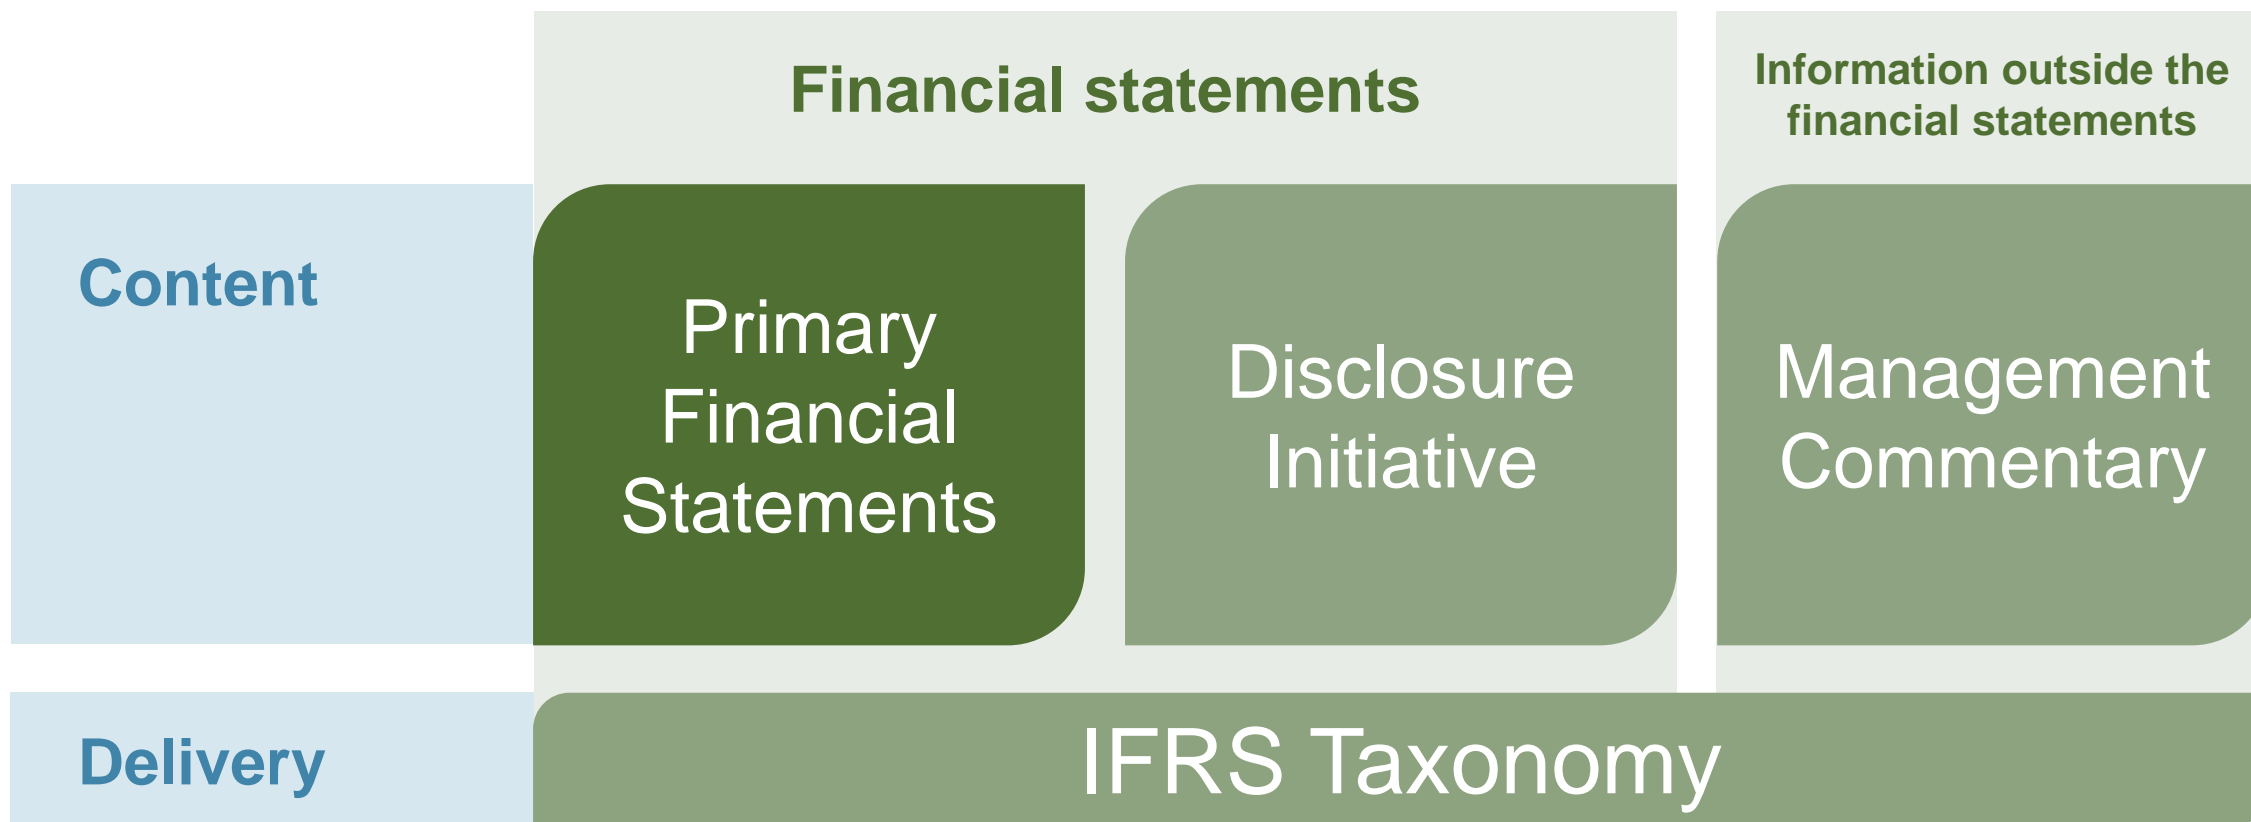 Financial statements
Information outside the
financial statements
Content
Primary
Financial
Statements
Disclosure
Initiative
Management
Commentary
Delivery
IFRS Taxonomy